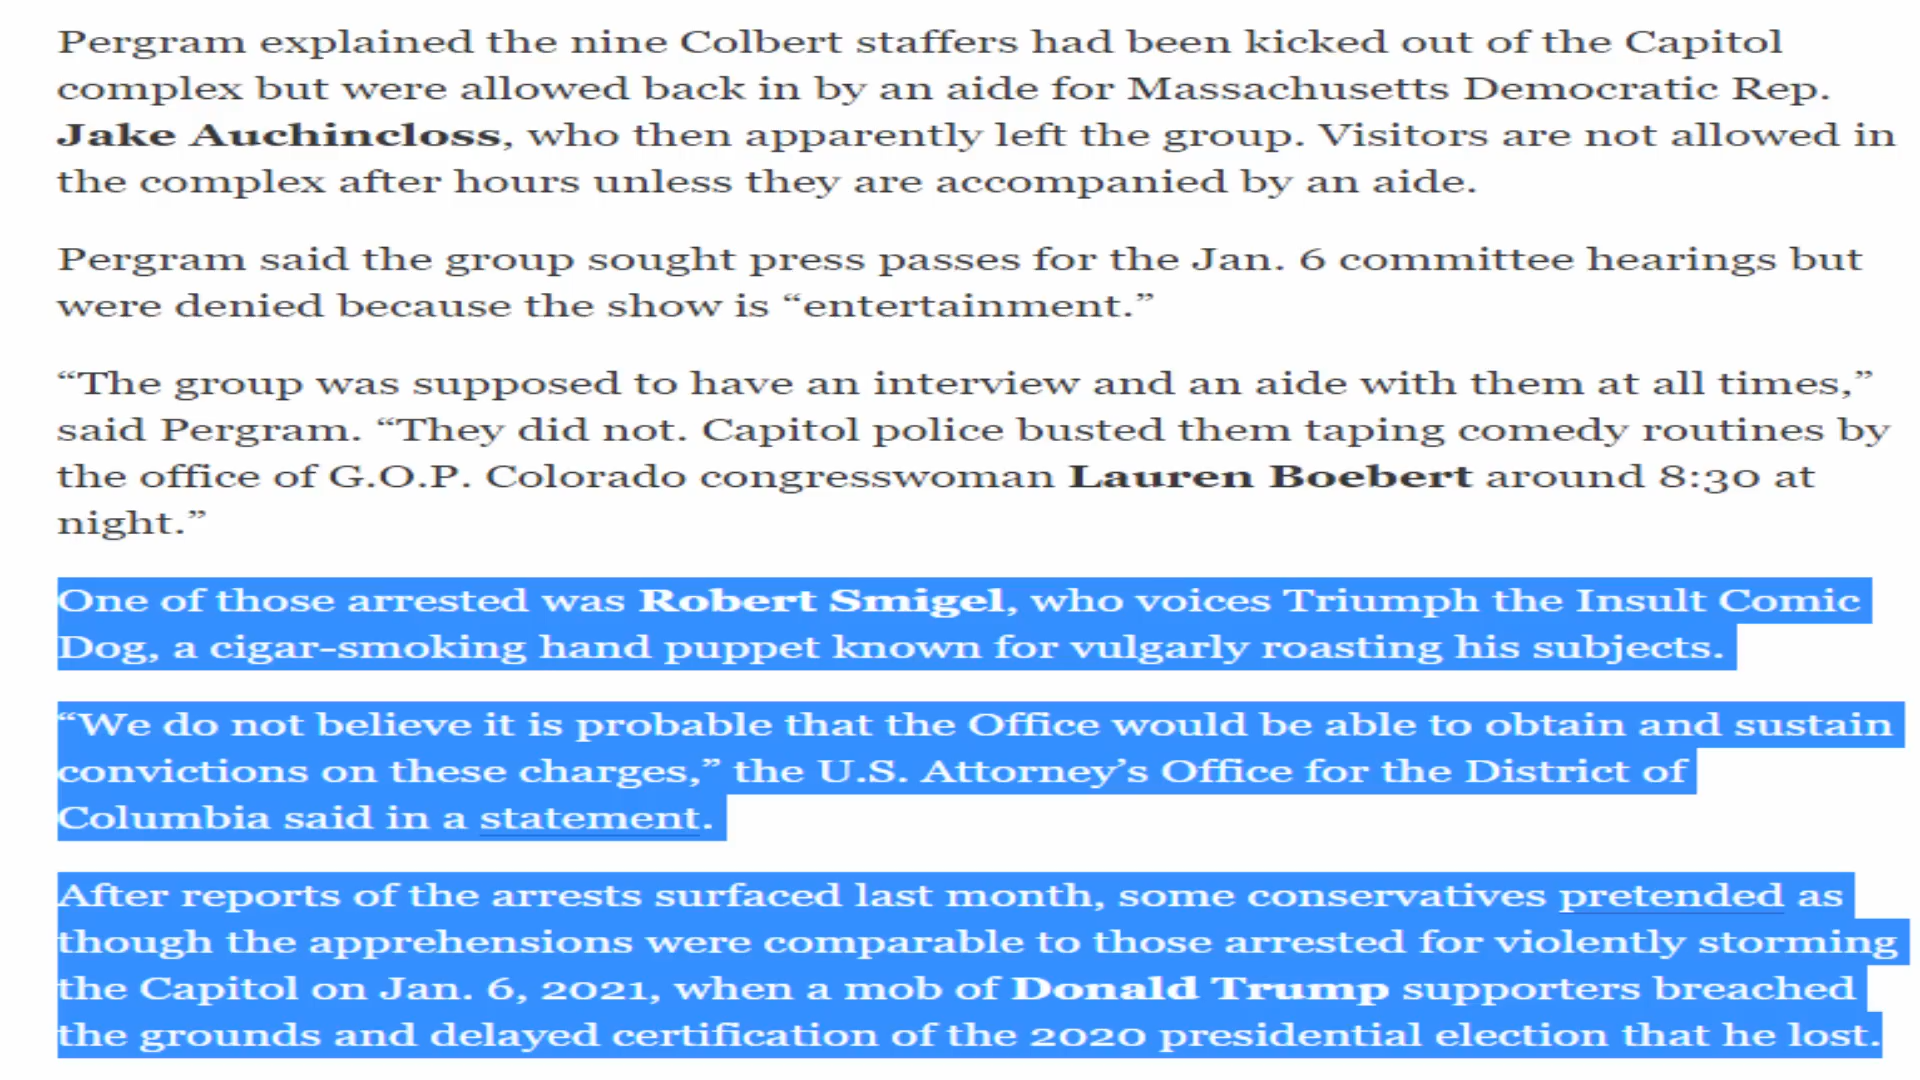 Pergram explained the nine Colbert staffers had been kicked out of the Capitol
complex but were allowed back in by an aide for Massachusetts Democratic Rep.
Jake Auchincloss, who then apparently left the group. Visitors are not allowed in
the complex after hours unless they are accompanied by an aide.
Pergram said the group sought press passes for the Jan. 6 committee hearings but
were denied because the show is “entertainment.”
“The group was supposed to have an interview and an aide with them at all times,”
said Pergram. “They did not. Capitol police busted them taping comedy routines by
the office of G.O.P. Colorado congresswoman Lauren Boebert around 8:30 at
night.”
One of those arrested was Robert Smigel, who voices Triumph the Insult Comic
Dog, a cigar-smoking hand puppet known for vulgarly roasting his subjects.
“We do not believe it is probable that the Office would be able to obtain and sustain
convictions on these charges,” the U.S. Attorney’s Office for the District of
Columbia said in a statement.
After reports of the arrests surfaced last month, some conservatives pretended as
though the apprehensions were comparable to those arrested for violently storming
the Capitol on Jan. 6, 2021, when a mob of Donald Trump supporters breached
the grounds and delayed certification of the 2020 presidential election that he lost.